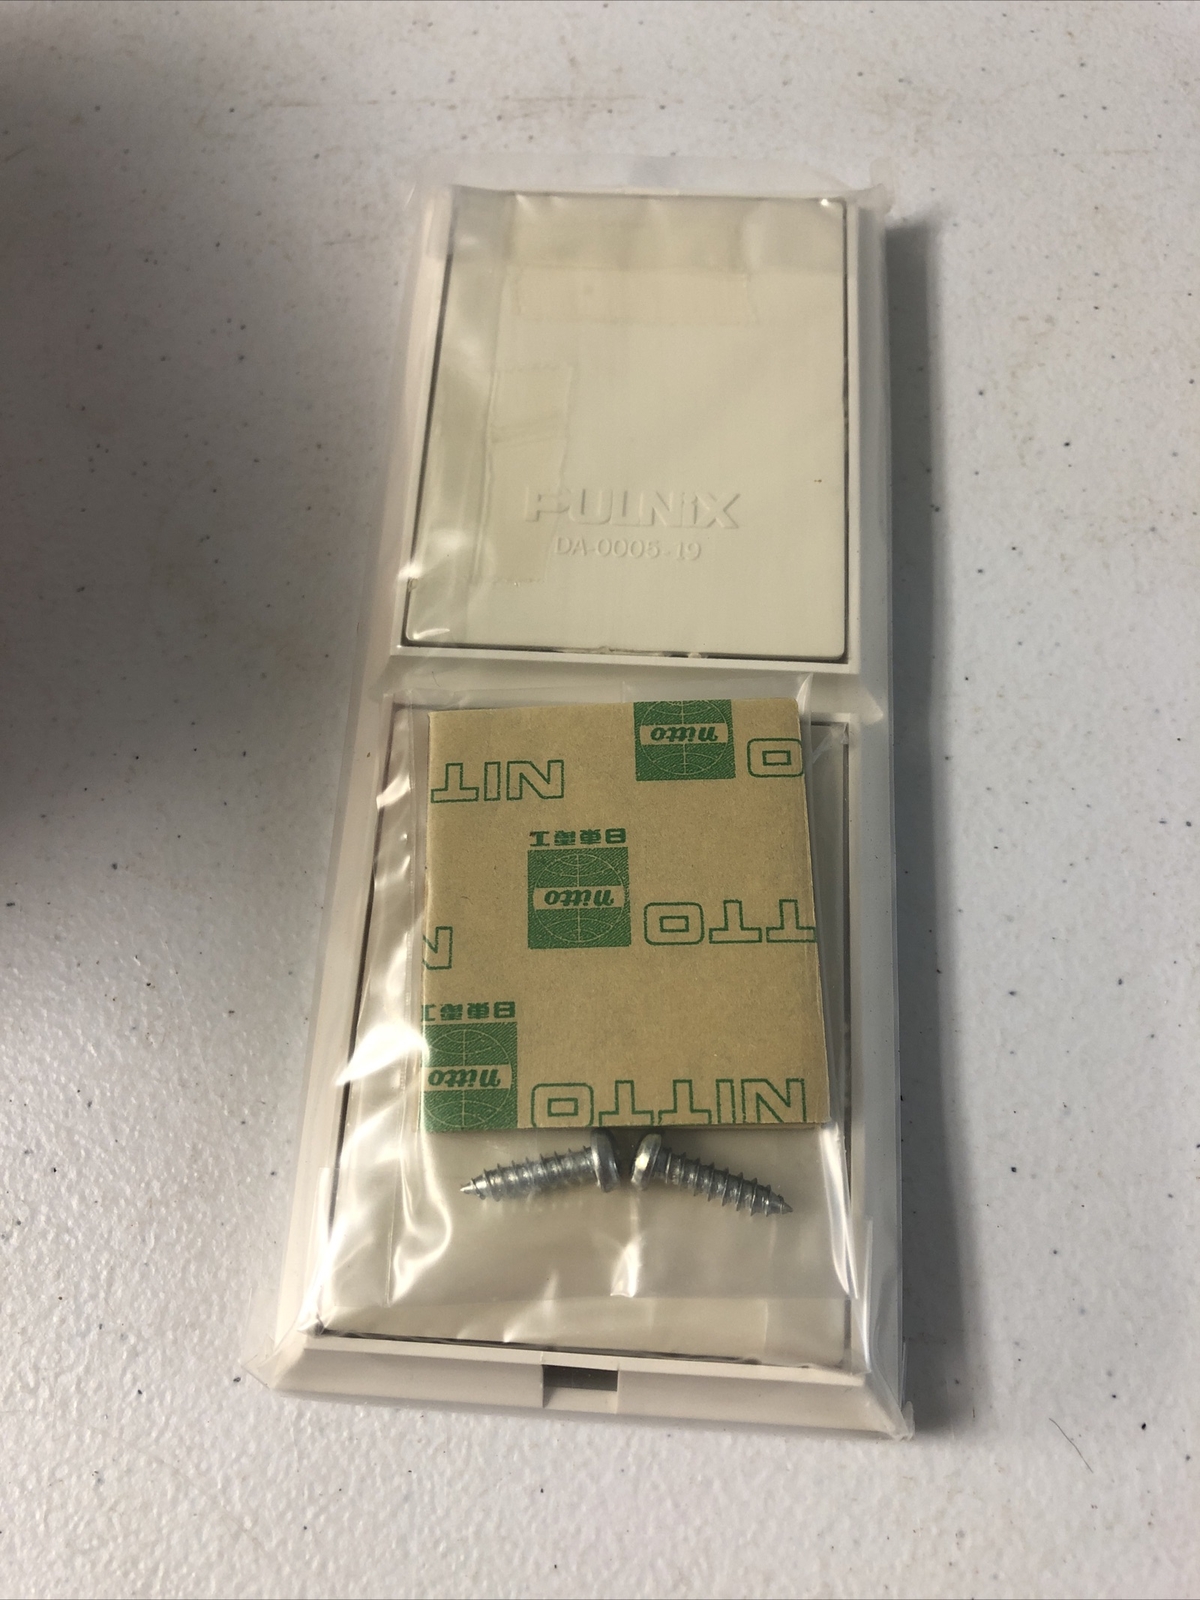 PULNiX
DA-0005-19
nitto
O
NIT
日東電工
nitto
TTO
N
日東電工
nitto
NITTO